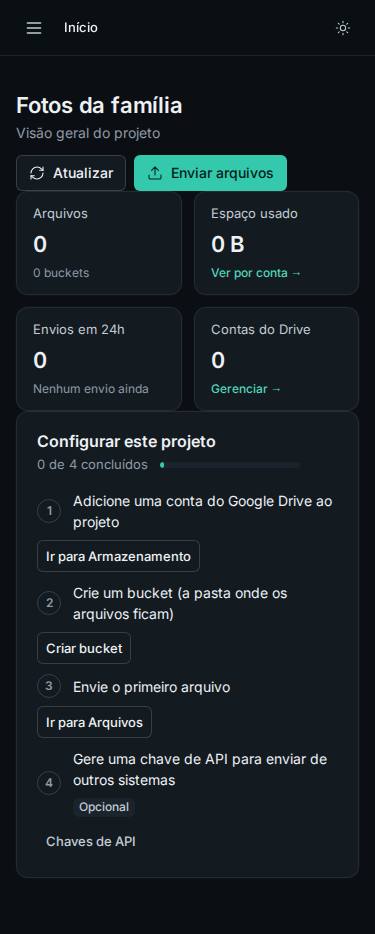 Início
Fotos da família
Visão geral do projeto
Atualizar
Enviar arquivos
Arquivos
0
0 buckets
Espaço usado
0 B
Ver por conta →
Envios em 24h
0
Nenhum envio ainda
Contas do Drive
0
Gerenciar →
Configurar este projeto
0 de 4 concluídos
1
Adicione uma conta do Google Drive ao
projeto
Ir para Armazenamento
2
Crie um bucket (a pasta onde os
arquivos ficam)
Criar bucket
3
Envie o primeiro arquivo
Ir para Arquivos
4
Gere uma chave de API para enviar de
outros sistemas
Opcional
Chaves de API